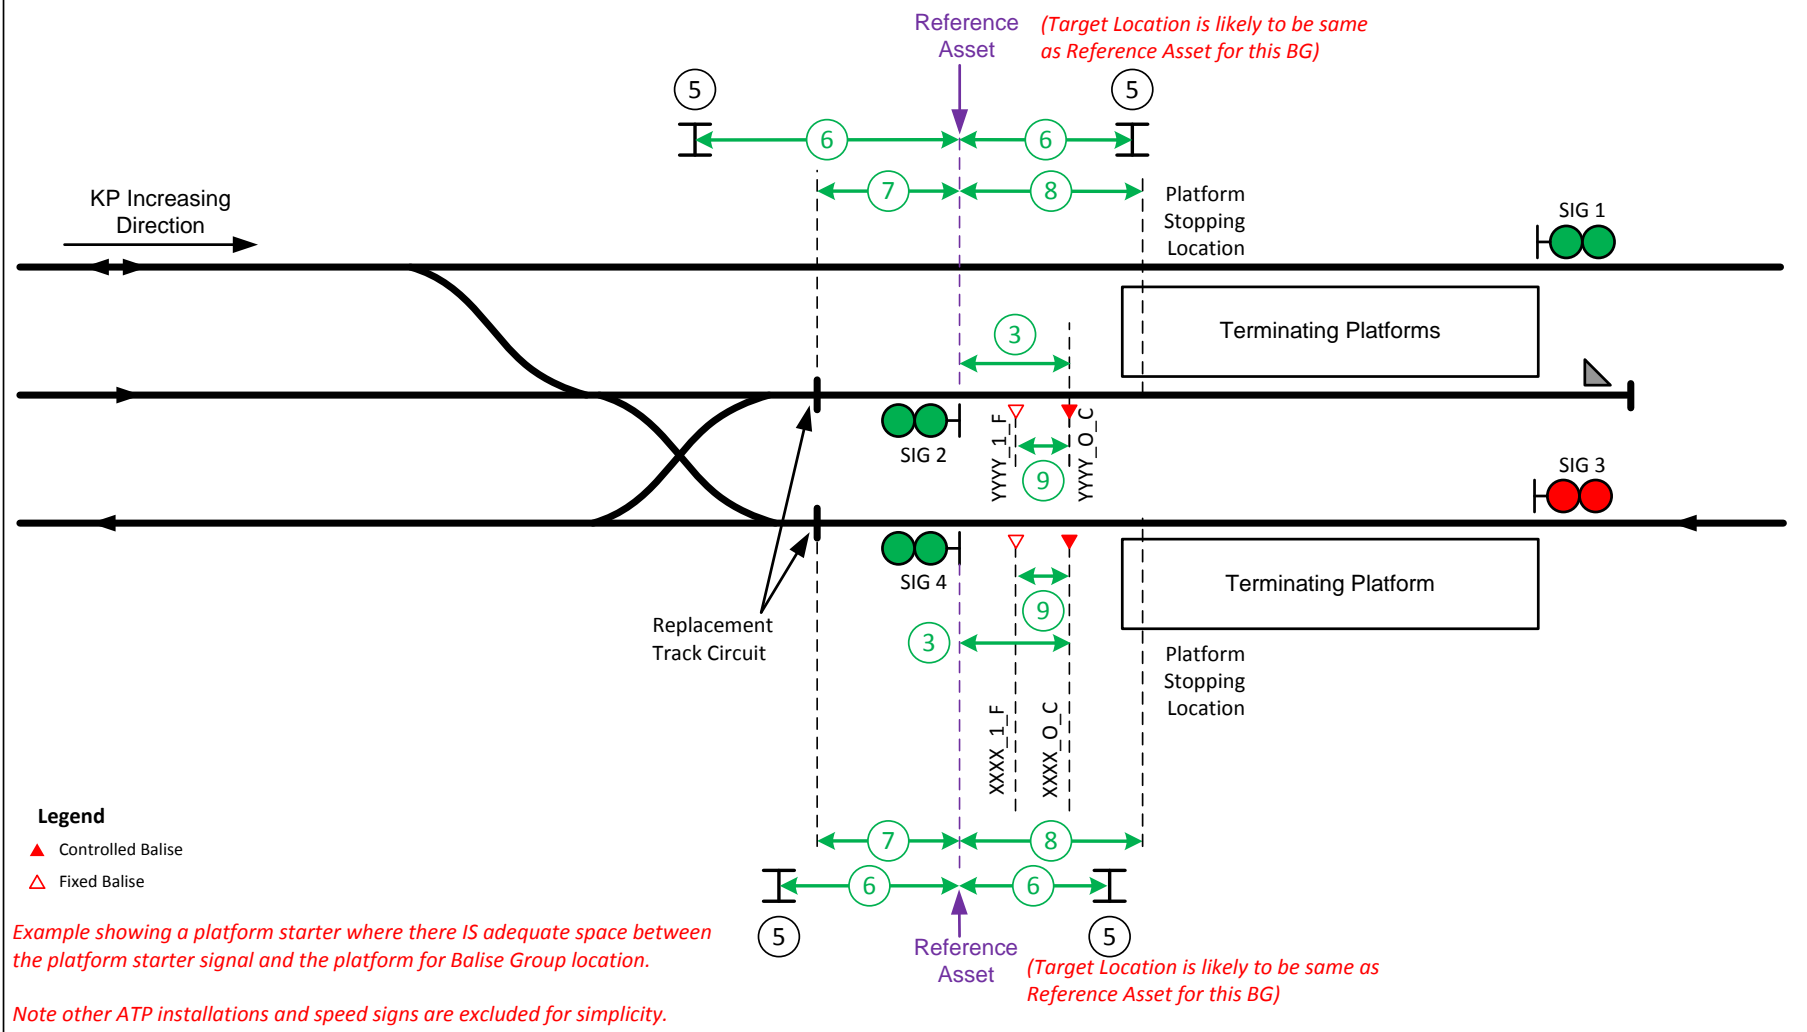 Reference
Asset
(Target Location is likely to be same
as Reference Asset for this BG)
5
5
6
6
7
8
KP Increasing
Direction
Platform
Stopping
Location
SIG 1
Terminating Platforms
3
SIG 2
YYYY_1_F
YYYY_O_C
9
SIG 3
SIG 4
Terminating Platform
9
3
Replacement
Track Circuit
Platform
Stopping
Location
XXXX_1_F
XXXX_O_C
Legend
Controlled Balise
Fixed Balise
7
8
6
6
5
5
Reference
Asset
(Target Location is likely to be same as
Reference Asset for this BG)
Example showing a platform starter where there IS adequate space between
the platform starter signal and the platform for Balise Group location.
Note other ATP installations and speed signs are excluded for simplicity.